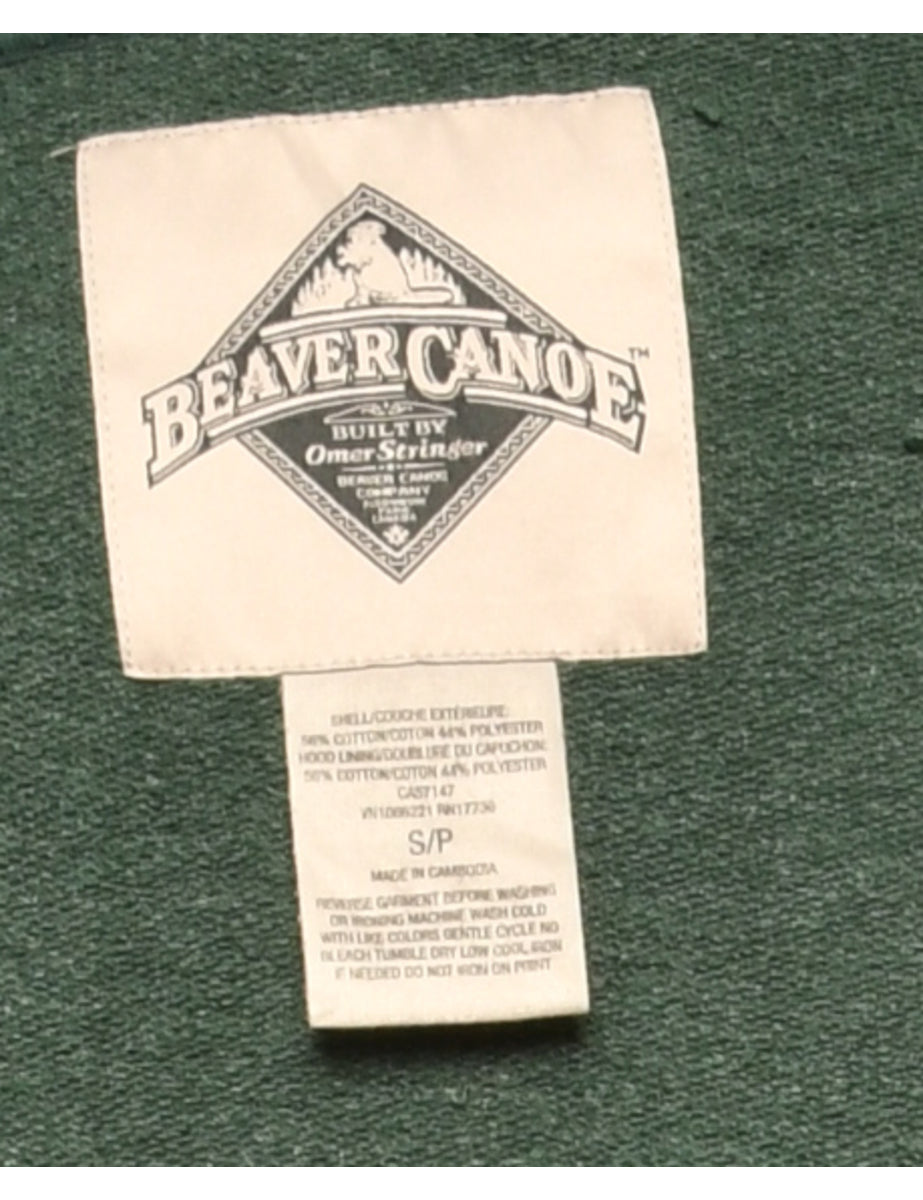 BEAVER CANOE™
BUILT BY
Omer Stringer
BEAVER CANOE
COMPANY
CANADA
SHELL/COUCHE EXTÉRIEURE:
56% COTTON/COTON 44% POLYESTER
HOOD LINING/DOUBLURE DU CAPUCHON:
56% COTTON/COTON 44% POLYESTER
CA57147
RN17730
S/P
MADE IN CAMBODIA
REVERSE GARMENT BEFORE WASHING
OR IRONING MACHINE WASH COLD
WITH LIKE COLORS GENTLE CYCLE NO
BLEACH TUMBLE DRY LOW COOL IRON
IF NEEDED DO NOT IRON ON PRINT